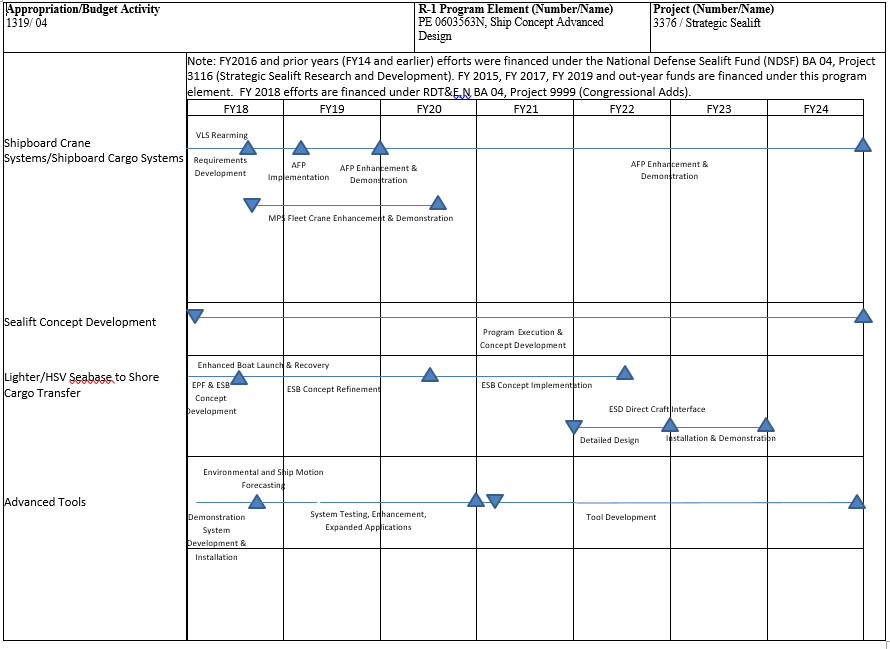 Appropriation/Budget Activity
1319/ 04
R-1 Program Element (Number/Name)
PE 0603563N, Ship Concept Advanced
Design
Project (Number/Name)
3376 / Strategic Sealift
Note: FY2016 and prior years (FY14 and earlier) efforts were financed under the National Defense Sealift Fund (NDSF) BA 04, Project
3116 (Strategic Sealift Research and Development). FY 2015, FY 2017, FY 2019 and out-year funds are financed under this program
element. FY 2018 efforts are financed under RDT&E,N BA 04, Project 9999 (Congressional Adds).
FY18 FY19 FY20 FY21 FY22 FY23 FY24
Shipboard Crane
Systems/Shipboard Cargo Systems
VLS Rearming
Requirements
Development
AFP
Implementation
AFP Enhancement &
Demonstration
AFP Enhancement &
Demonstration
MPS Fleet Crane Enhancement & Demonstration
Sealift Concept Development
Program Execution &
Concept Development
Lighter/HSV Seabase to Shore
Cargo Transfer
Enhanced Boat Launch & Recovery
EPF & ESB
Concept
Development
ESB Concept Refinement
ESB Concept Implementation
ESD Direct Craft Interface
Detailed Design
Installation & Demonstration
Advanced Tools
Environmental and Ship Motion
Forecasting
Demonstration
System
Development &
Installation
System Testing, Enhancement,
Expanded Applications
Tool Development